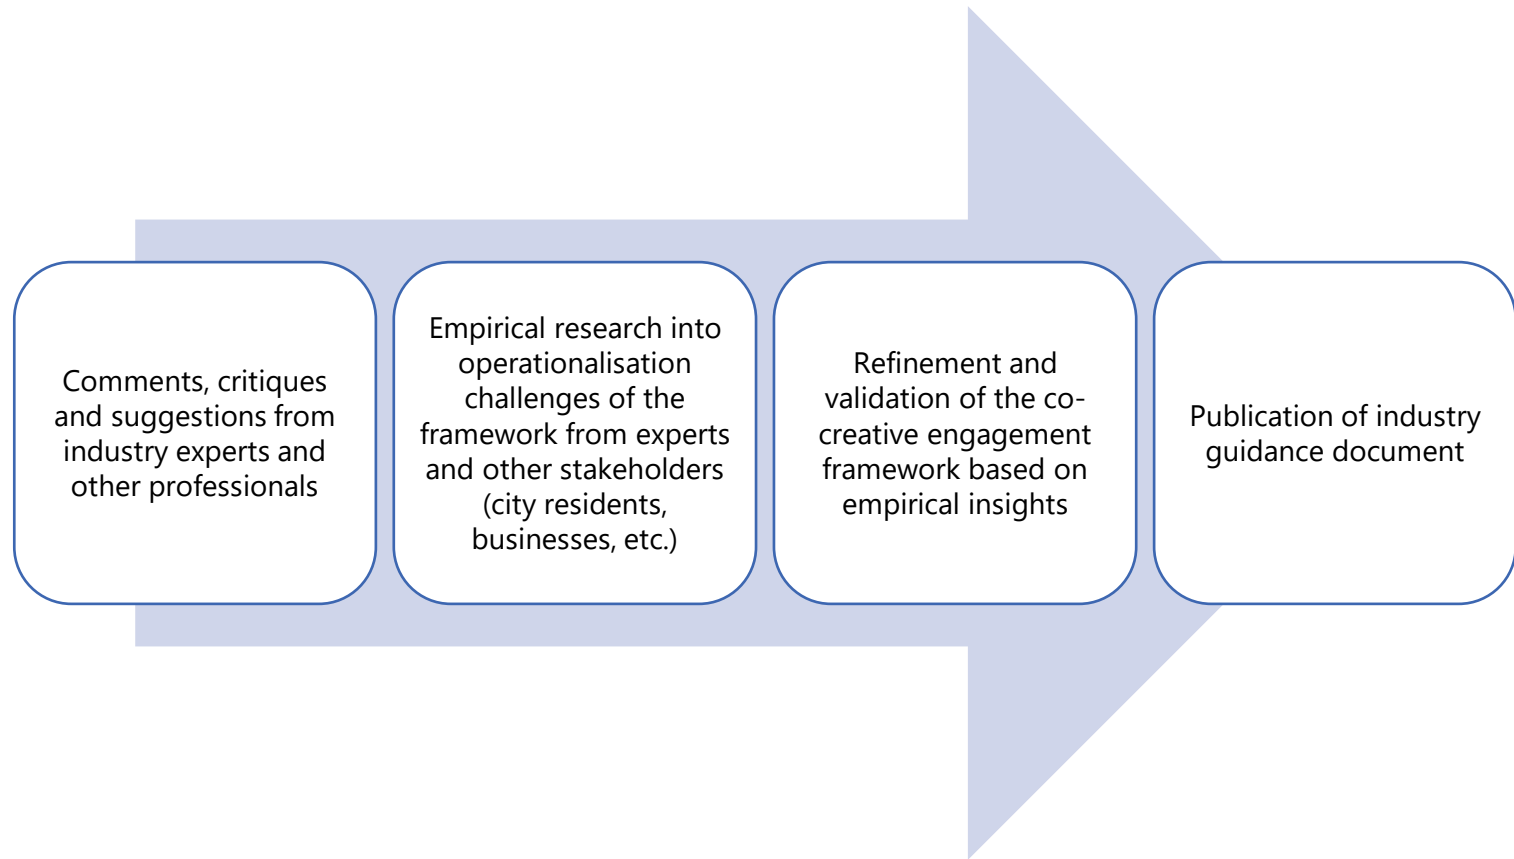 Comments, critiques
and suggestions from
industry experts and
other professionals
Empirical research into
operationalisation
challenges of the
framework from experts
and other stakeholders
(city residents,
businesses, etc.)
Refinement and
validation of the co-
creative engagement
framework based on
empirical insights
Publication of industry
guidance document